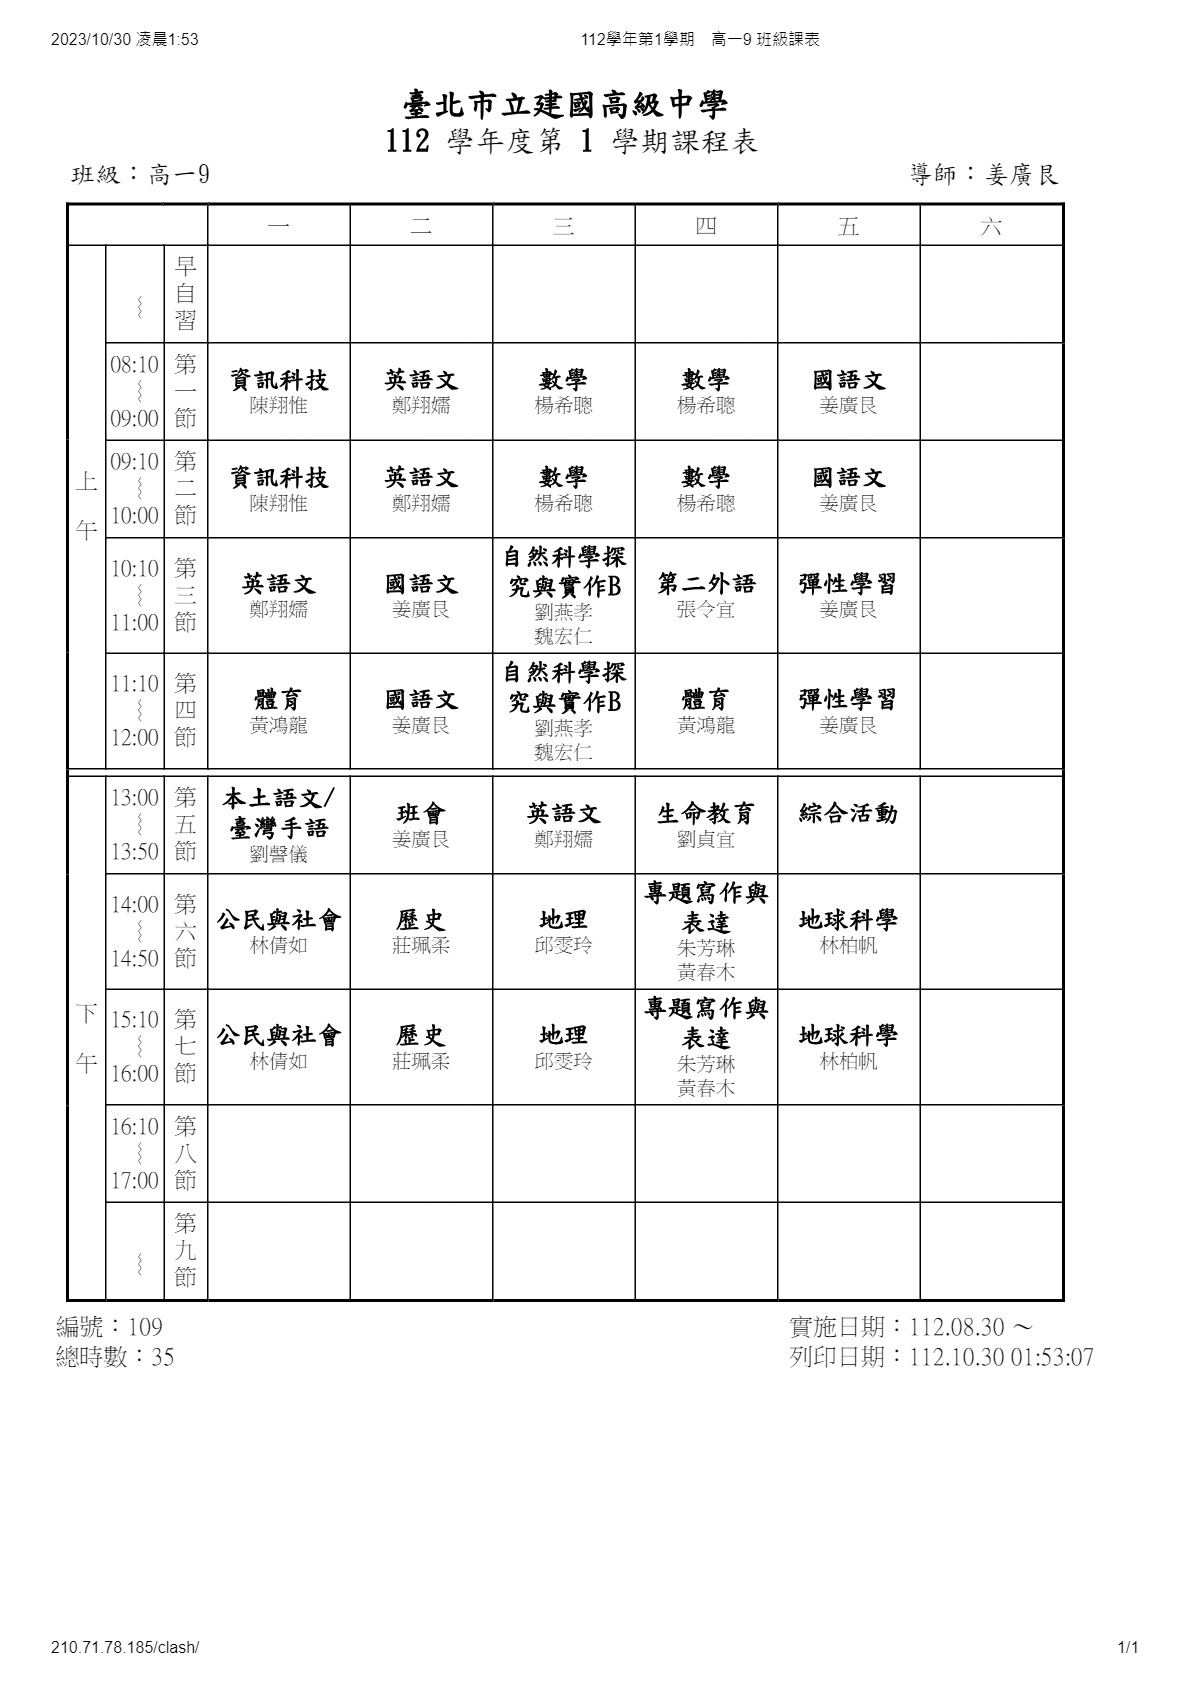 2023/10/30 凌晨1:53
112學年第1學期 高一9 班級課表
臺北市立建國高級中學
112 學年度第 1 學期課程表
班級：高一9
導師：姜廣艮
一 二 三 四 五 六
上午
～ 早自習
08:10 ～ 09:00 第一節
資訊科技 英語文 數學 數學 國語文
陳翔惟 鄭翔嬬 楊希聰 楊希聰 姜廣艮
09:10 ～ 10:00 第二節
資訊科技 英語文 數學 數學 國語文
陳翔惟 鄭翔嬬 楊希聰 楊希聰 姜廣艮
10:10 ～ 11:00 第三節
英語文 國語文 自然科學探究與實作B 第二外語 彈性學習
鄭翔嬬 姜廣艮 劉燕孝 魏宏仁 張令宜 姜廣艮
11:10 ～ 12:00 第四節
體育 國語文 自然科學探究與實作B 體育 彈性學習
黃鴻龍 姜廣艮 劉燕孝 魏宏仁 黃鴻龍 姜廣艮
下午
13:00 ～ 13:50 第五節
本土語文/臺灣手語 班會 英語文 生命教育 綜合活動
劉謦儀 姜廣艮 鄭翔嬬 劉貞宜
14:00 ～ 14:50 第六節
公民與社會 歷史 地理 專題寫作與表達 地球科學
林倩如 莊珮柔 邱雯玲 朱芳琳 黃春木 林柏帆
15:10 ～ 16:00 第七節
公民與社會 歷史 地理 專題寫作與表達 地球科學
林倩如 莊珮柔 邱雯玲 朱芳琳 黃春木 林柏帆
16:10 ～ 17:00 第八節
～ 第九節
編號：109
實施日期：112.08.30 ～
總時數：35
列印日期：112.10.30 01:53:07
210.71.78.185/clash/
1/1